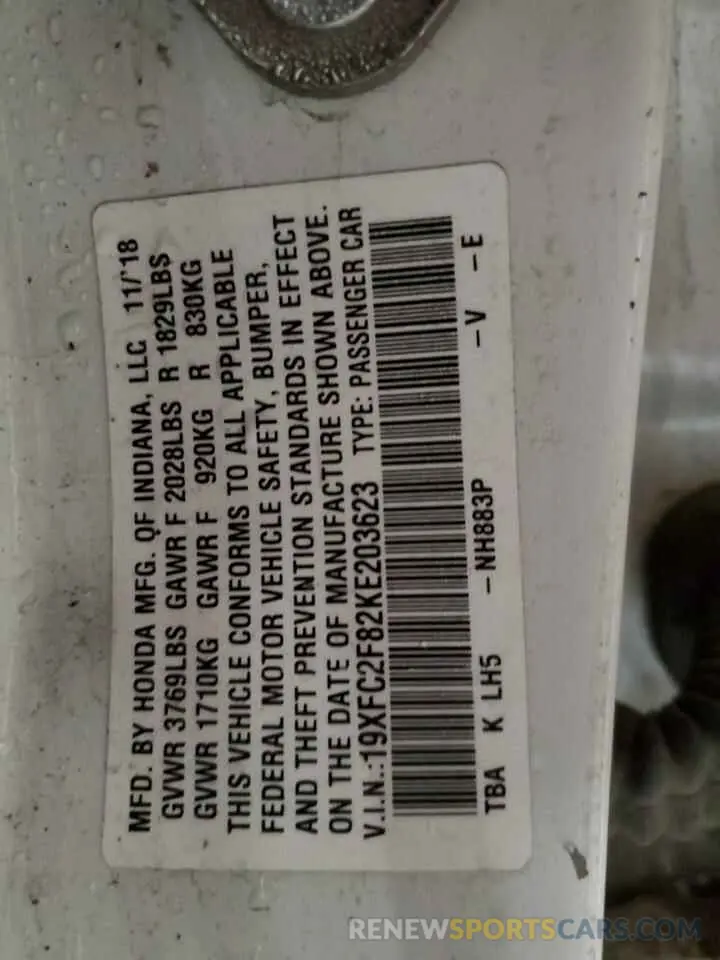 MFD. BY HONDA MFG. OF INDIANA, LLC 11/'18
GVWR 3769LBS GAWR F 2028LBS R 1829LBS
GVWR 1710KG GAWR F 920KG R 830KG
THIS VEHICLE CONFORMS TO ALL APPLICABLE
FEDERAL MOTOR VEHICLE SAFETY, BUMPER,
AND THEFT PREVENTION STANDARDS IN EFFECT
ON THE DATE OF MANUFACTURE SHOWN ABOVE.
V.I.N.:19XFC2F82KE203623 TYPE: PASSENGER CAR
TBA K LH5 -NH883P -V -E
RENEWSPORTSCARS.COM